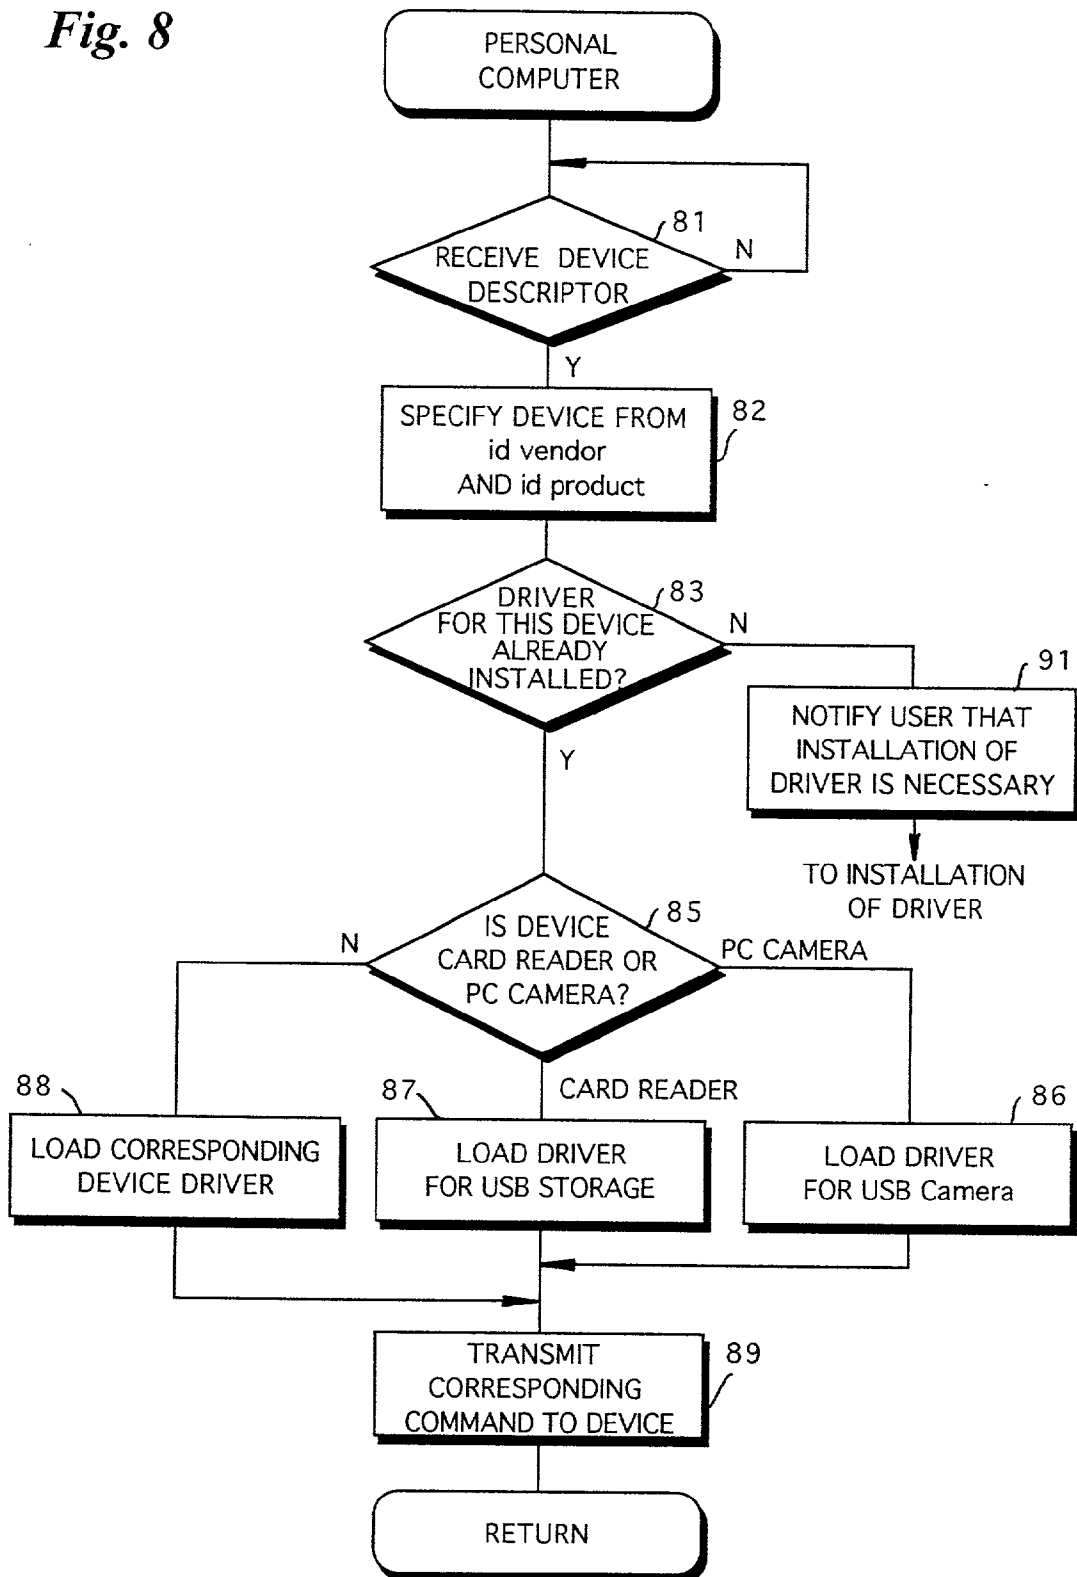 Fig. 8
PERSONAL
COMPUTER
81
RECEIVE DEVICE
DESCRIPTOR
N
Y
SPECIFY DEVICE FROM
id vendor
AND id product
82
DRIVER
FOR THIS DEVICE
ALREADY
INSTALLED?
83
N
Y
91
NOTIFY USER THAT
INSTALLATION OF
DRIVER IS NECESSARY
TO INSTALLATION
OF DRIVER
IS DEVICE
CARD READER OR
PC CAMERA?
85
N
PC CAMERA
CARD READER
88
LOAD CORRESPONDING
DEVICE DRIVER
87
LOAD DRIVER
FOR USB STORAGE
86
LOAD DRIVER
FOR USB Camera
TRANSMIT
CORRESPONDING
COMMAND TO DEVICE
89
RETURN